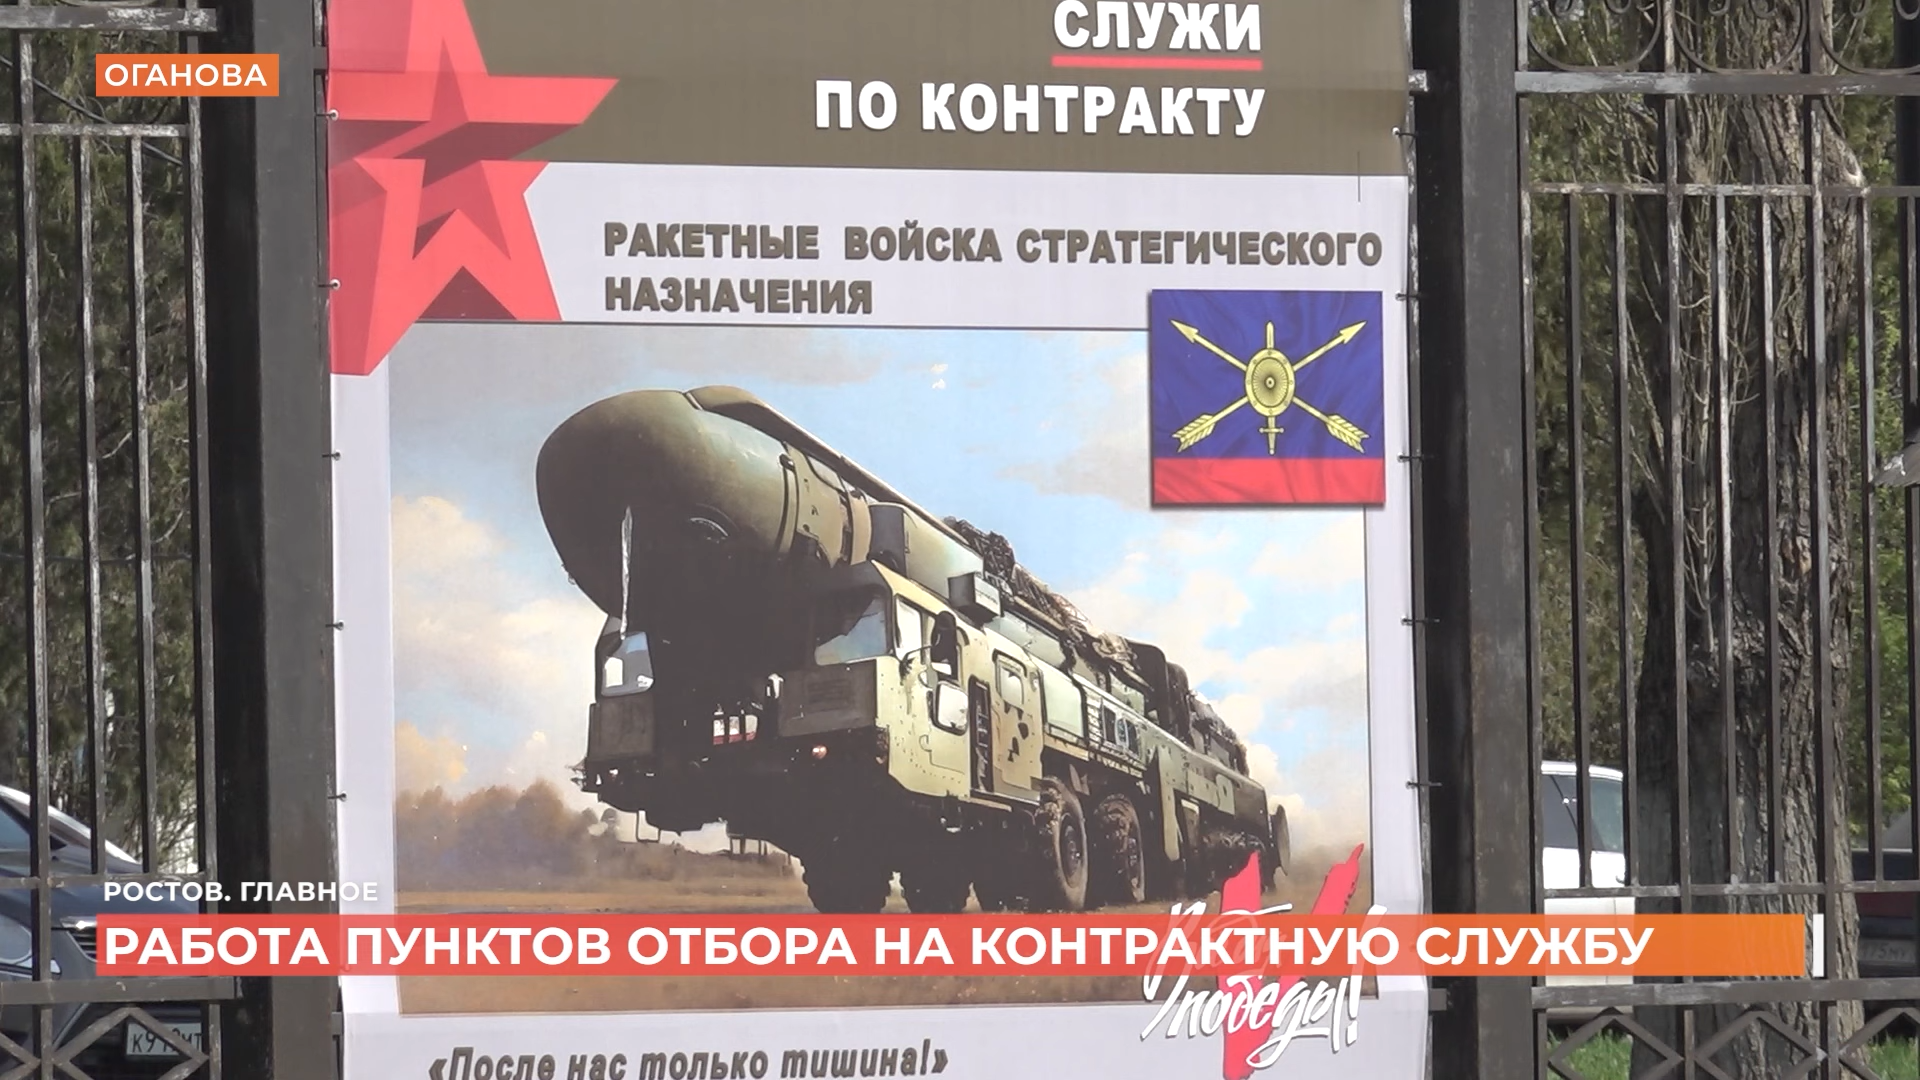 ОГАНОВА
СЛУЖИ
ПО КОНТРАКТУ
РАКЕТНЫЕ ВОЙСКА СТРАТЕГИЧЕСКОГО
НАЗНАЧЕНИЯ
РОСТОВ. ГЛАВНОЕ
РАБОТА ПУНКТОВ ОТБОРА НА КОНТРАКТНУЮ СЛУЖБУ
победы!
«После нас только тишина!»